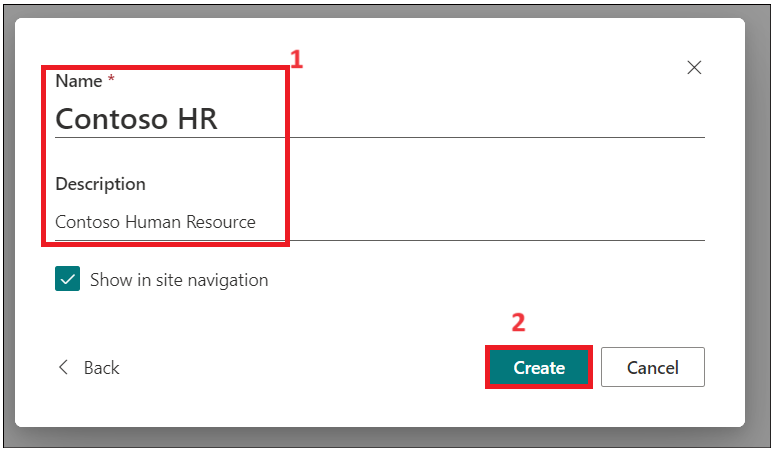 1
Name *
Contoso HR
Description
Contoso Human Resource
Show in site navigation
2
Back
Create
Cancel